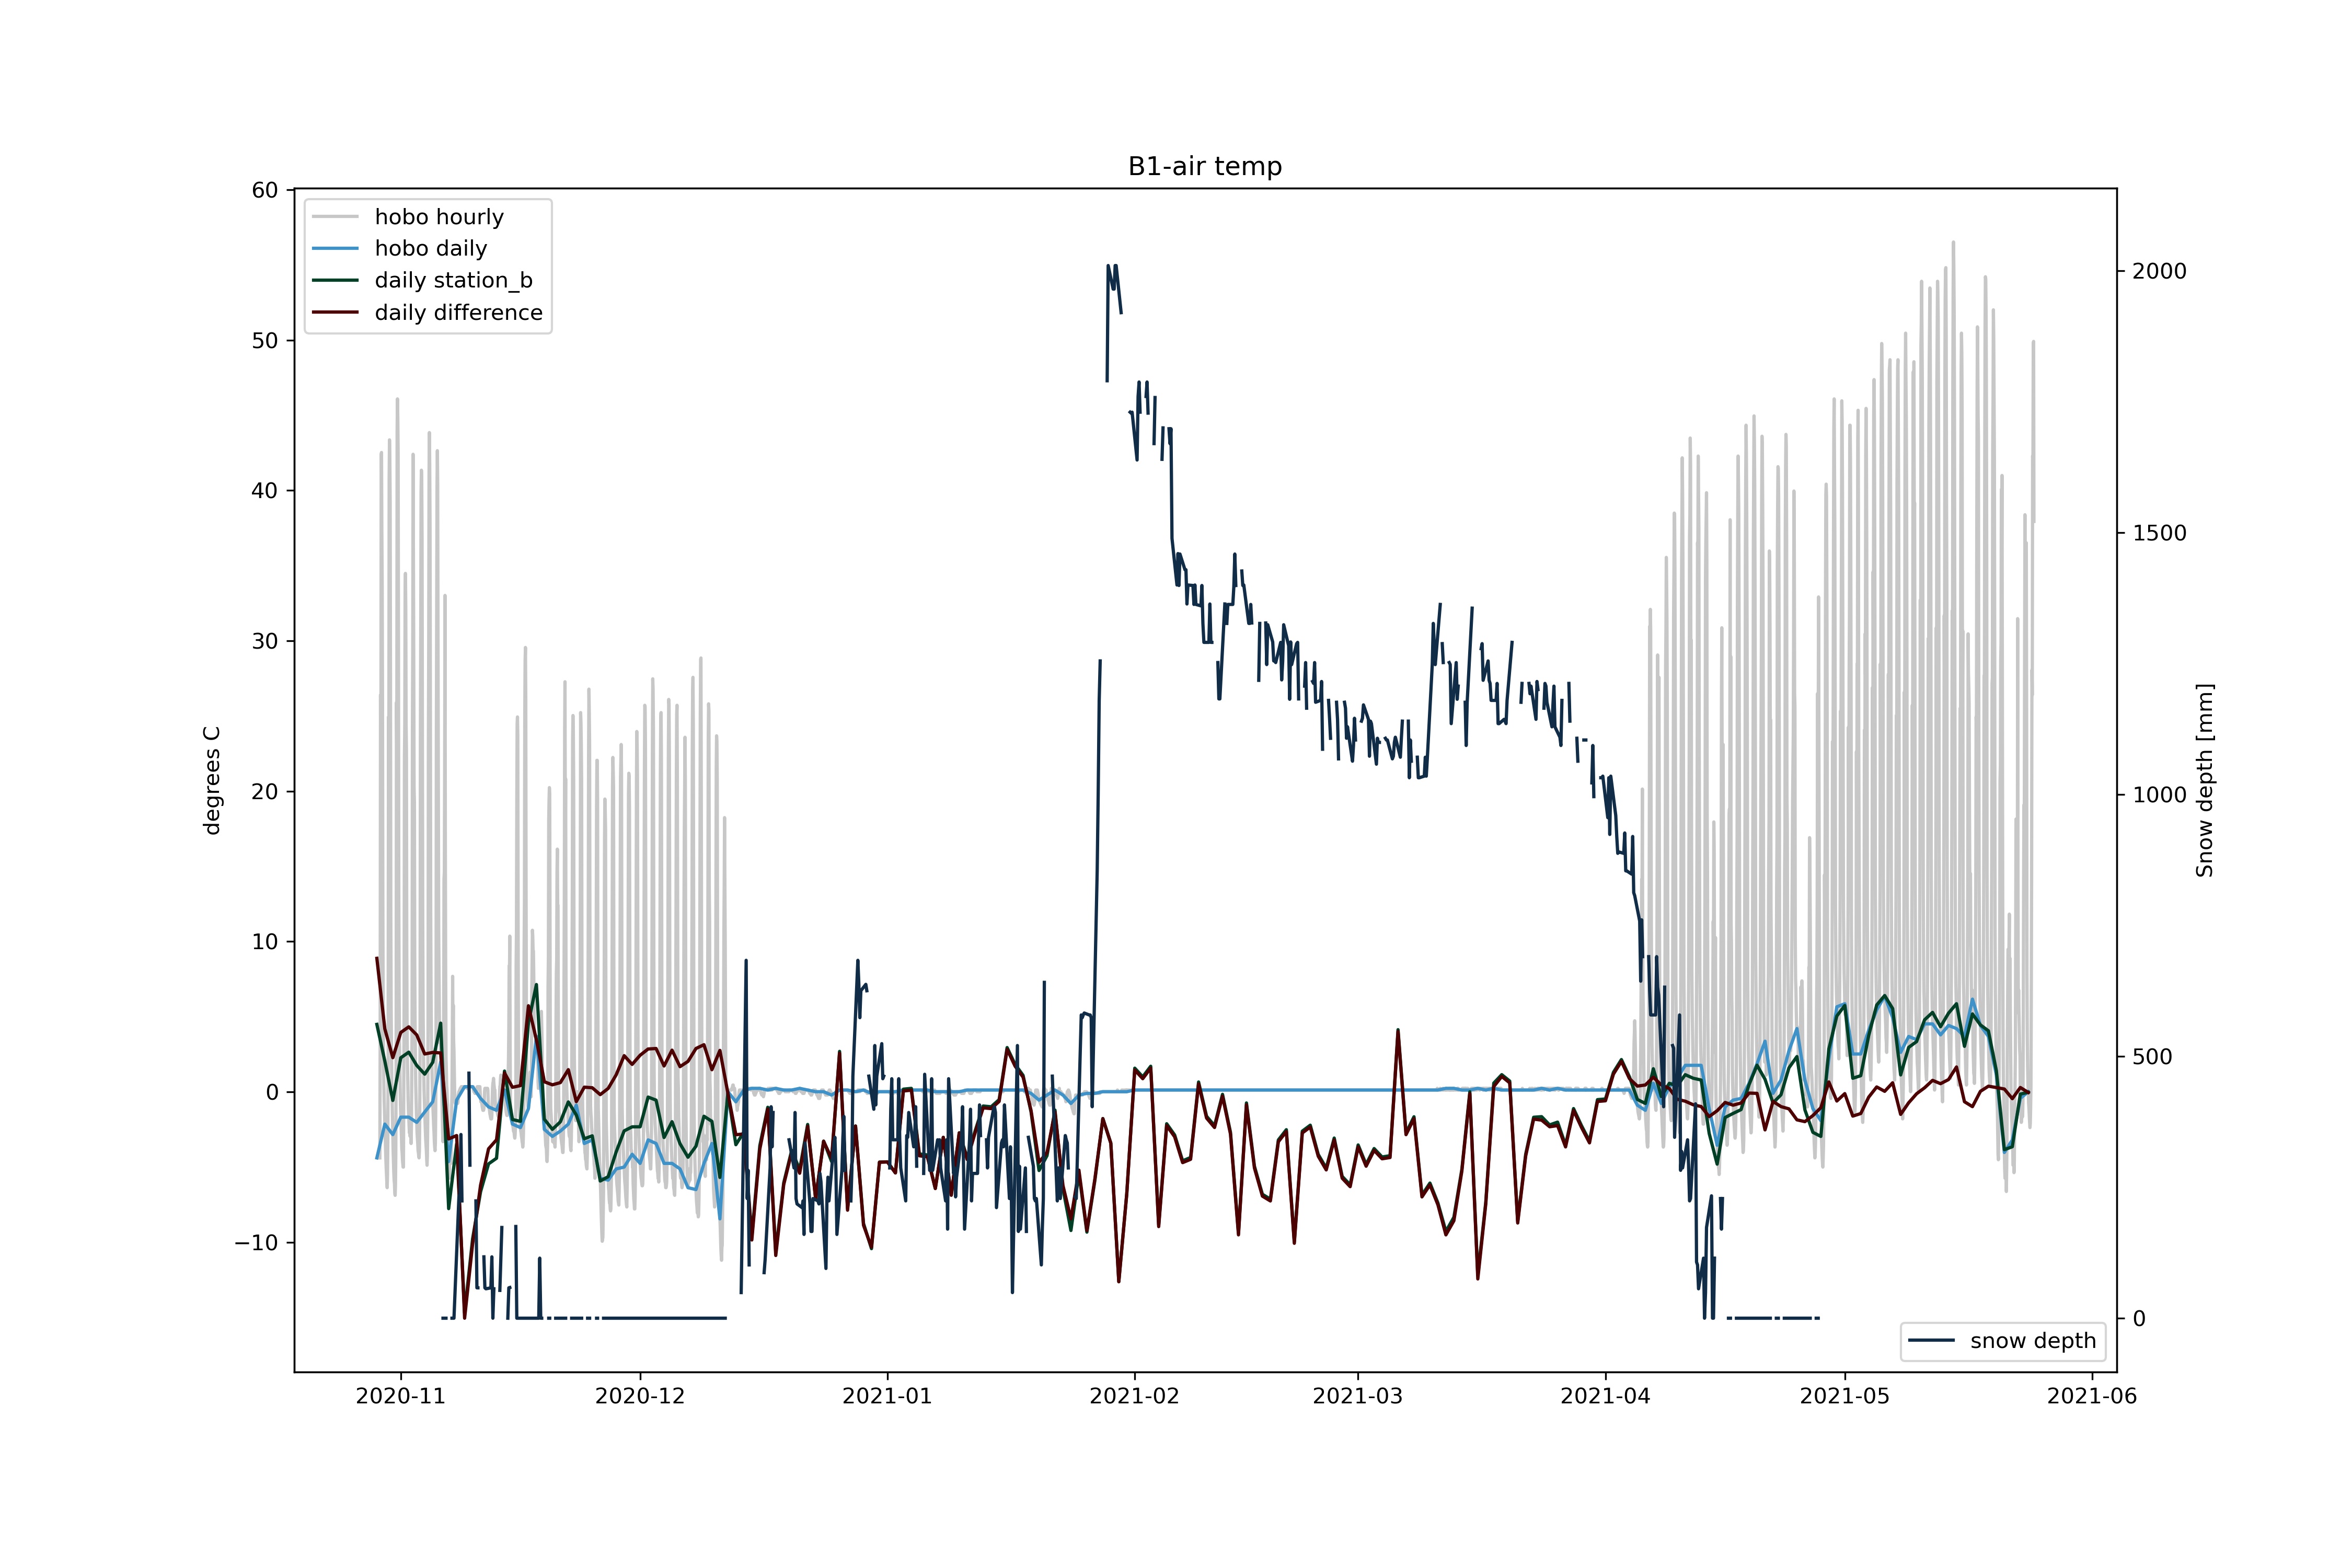 B1-air temp
60
50
40
30
20
10
0
−10
degrees C
hobo hourly
hobo daily
daily station_b
daily difference
2000
1500
1000
500
0
Snow depth [mm]
snow depth
2020-11
2020-12
2021-01
2021-02
2021-03
2021-04
2021-05
2021-06